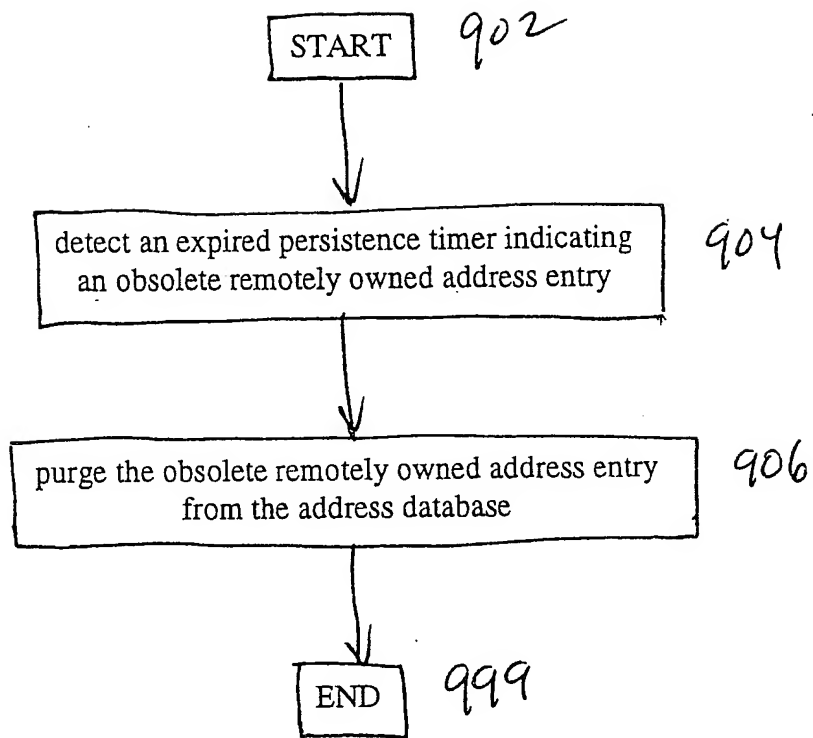 START 902
detect an expired persistence timer indicating 904
an obsolete remotely owned address entry
purge the obsolete remotely owned address entry 906
from the address database
END 999